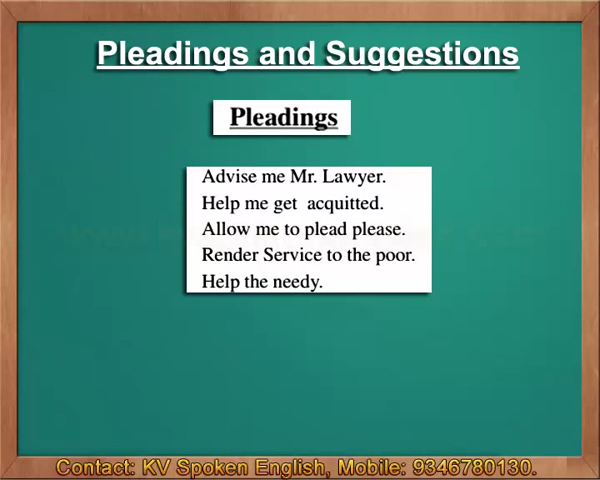 Pleadings and Suggestions
Pleadings
Advise me Mr. Lawyer.
Help me get acquitted.
Allow me to plead please.
Render Service to the poor.
Help the needy.
Contact: KV Spoken English, Mobile: 9346780130.